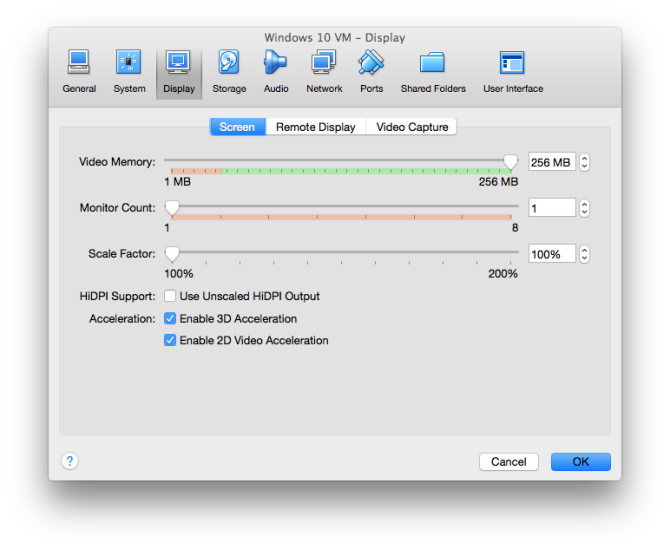 Windows 10 VM – Display
General System Display Storage Audio Network Ports Shared Folders User Interface
Screen Remote Display Video Capture
Video Memory: 256 MB
1 MB 256 MB
Monitor Count: 1
1 8
Scale Factor: 100%
100% 200%
HiDPI Support: Use Unscaled HiDPI Output
Acceleration: Enable 3D Acceleration
Enable 2D Video Acceleration
? Cancel OK